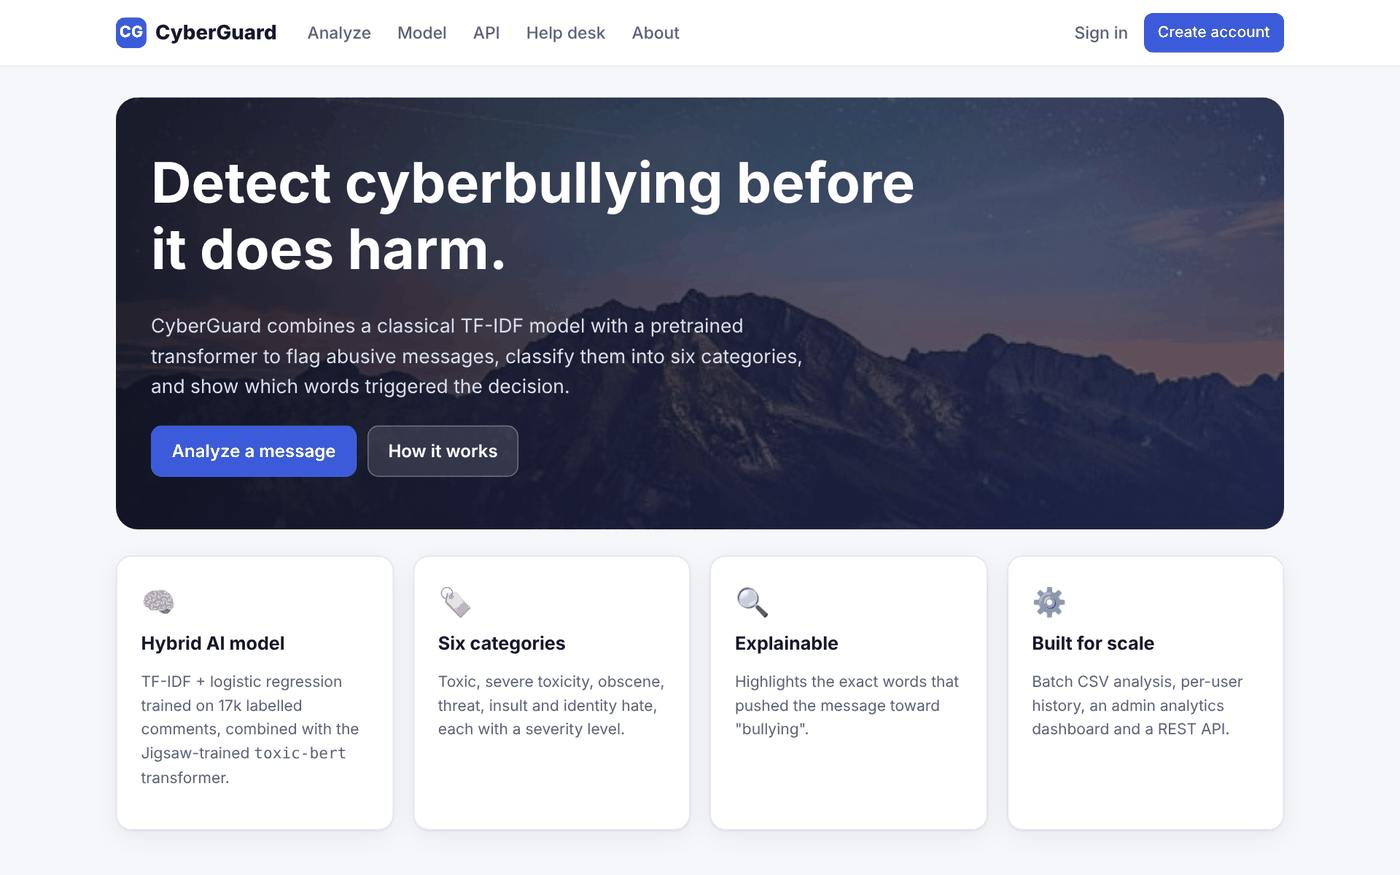 CG CyberGuard Analyze Model API Help desk About Sign in Create account
Detect cyberbullying before
it does harm.
CyberGuard combines a classical TF-IDF model with a pretrained
transformer to flag abusive messages, classify them into six categories,
and show which words triggered the decision.
Analyze a message How it works
Hybrid AI model
TF-IDF + logistic regression
trained on 17k labelled
comments, combined with the
Jigsaw-trained toxic-bert
transformer.
Six categories
Toxic, severe toxicity, obscene,
threat, insult and identity hate,
each with a severity level.
Explainable
Highlights the exact words that
pushed the message toward
"bullying".
Built for scale
Batch CSV analysis, per-user
history, an admin analytics
dashboard and a REST API.